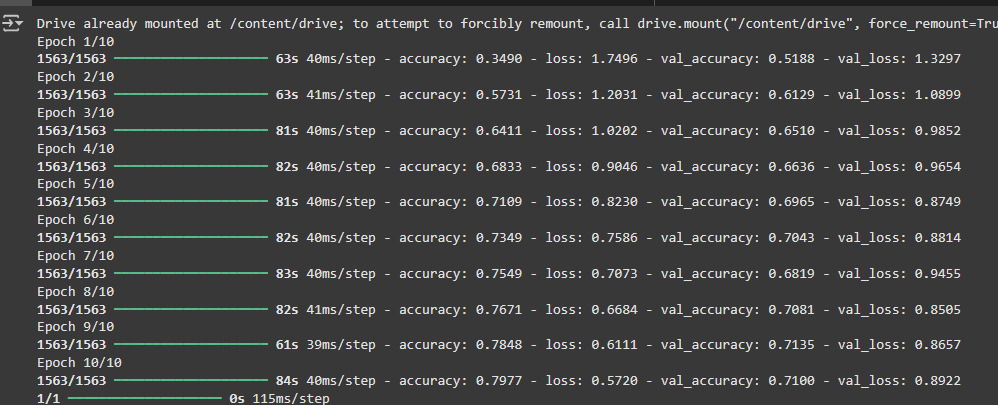 Drive already mounted at /content/drive; to attempt to forcibly remount, call drive.mount("/content/drive", force_remount=Tru
Epoch 1/10
1563/1563 ━━━━━━━━━━━━━━━━━━━━ 63s 40ms/step - accuracy: 0.3490 - loss: 1.7496 - val_accuracy: 0.5188 - val_loss: 1.3297
Epoch 2/10
1563/1563 ━━━━━━━━━━━━━━━━━━━━ 63s 41ms/step - accuracy: 0.5731 - loss: 1.2031 - val_accuracy: 0.6129 - val_loss: 1.0899
Epoch 3/10
1563/1563 ━━━━━━━━━━━━━━━━━━━━ 81s 40ms/step - accuracy: 0.6411 - loss: 1.0202 - val_accuracy: 0.6510 - val_loss: 0.9852
Epoch 4/10
1563/1563 ━━━━━━━━━━━━━━━━━━━━ 82s 40ms/step - accuracy: 0.6833 - loss: 0.9046 - val_accuracy: 0.6636 - val_loss: 0.9654
Epoch 5/10
1563/1563 ━━━━━━━━━━━━━━━━━━━━ 81s 40ms/step - accuracy: 0.7109 - loss: 0.8230 - val_accuracy: 0.6965 - val_loss: 0.8749
Epoch 6/10
1563/1563 ━━━━━━━━━━━━━━━━━━━━ 82s 40ms/step - accuracy: 0.7349 - loss: 0.7586 - val_accuracy: 0.7043 - val_loss: 0.8814
Epoch 7/10
1563/1563 ━━━━━━━━━━━━━━━━━━━━ 83s 40ms/step - accuracy: 0.7549 - loss: 0.7073 - val_accuracy: 0.6819 - val_loss: 0.9455
Epoch 8/10
1563/1563 ━━━━━━━━━━━━━━━━━━━━ 82s 41ms/step - accuracy: 0.7671 - loss: 0.6684 - val_accuracy: 0.7081 - val_loss: 0.8505
Epoch 9/10
1563/1563 ━━━━━━━━━━━━━━━━━━━━ 61s 39ms/step - accuracy: 0.7848 - loss: 0.6111 - val_accuracy: 0.7135 - val_loss: 0.8657
Epoch 10/10
1563/1563 ━━━━━━━━━━━━━━━━━━━━ 84s 40ms/step - accuracy: 0.7977 - loss: 0.5720 - val_accuracy: 0.7100 - val_loss: 0.8922
1/1 ━━━━━━━━━━━━━━━━━━━━ 0s 115ms/step